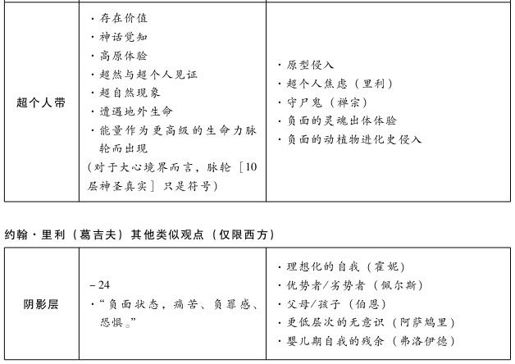 超个人带
· 存在价值
· 神话觉知
· 高原体验
· 超然与超个人见证
· 超自然现象
· 遭遇地外生命
· 能量作为更高级的生命力脉
轮而出现
（对于大心境界而言，脉轮［10
层神圣真实］只是符号）
· 原型侵入
· 超个人焦虑（里利）
· 守尸鬼（禅宗）
· 负面的灵魂出体体验
· 负面的动植物进化史侵入
约翰·里利（葛吉夫）其他类似观点（仅限西方）
阴影层
－24
· “负面状态，痛苦、负罪感、
恐惧。”
· 理想化的自我（霍妮）
· 优势者/劣势者（佩尔斯）
· 父母/孩子（伯恩）
· 更低层次的无意识（阿萨鸠里）
· 婴儿期自我的残余（弗洛伊德）